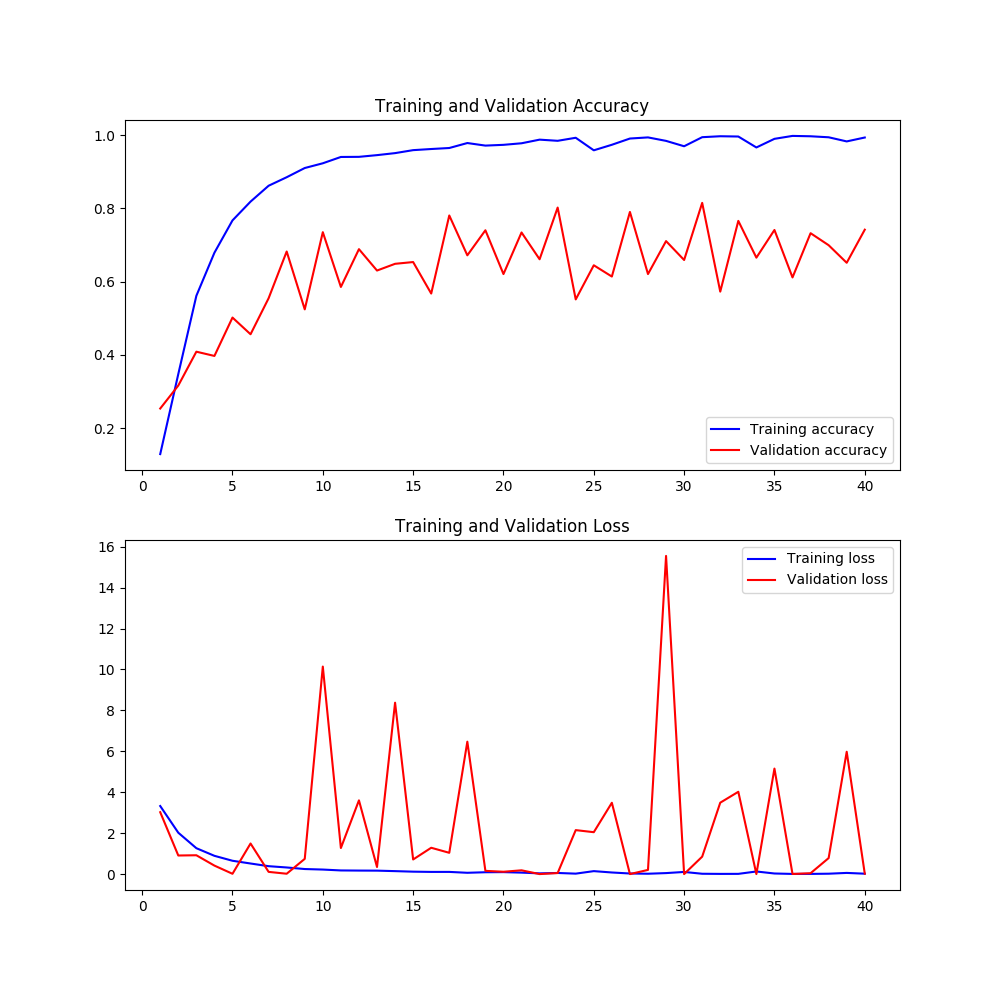 Training and Validation Accuracy
1.0
0.8
0.6
0.4
0.2
Training accuracy
Validation accuracy
0 5 10 15 20 25 30 35 40
Training and Validation Loss
16
14
12
10
8
6
4
2
0
Training loss
Validation loss
0 5 10 15 20 25 30 35 40